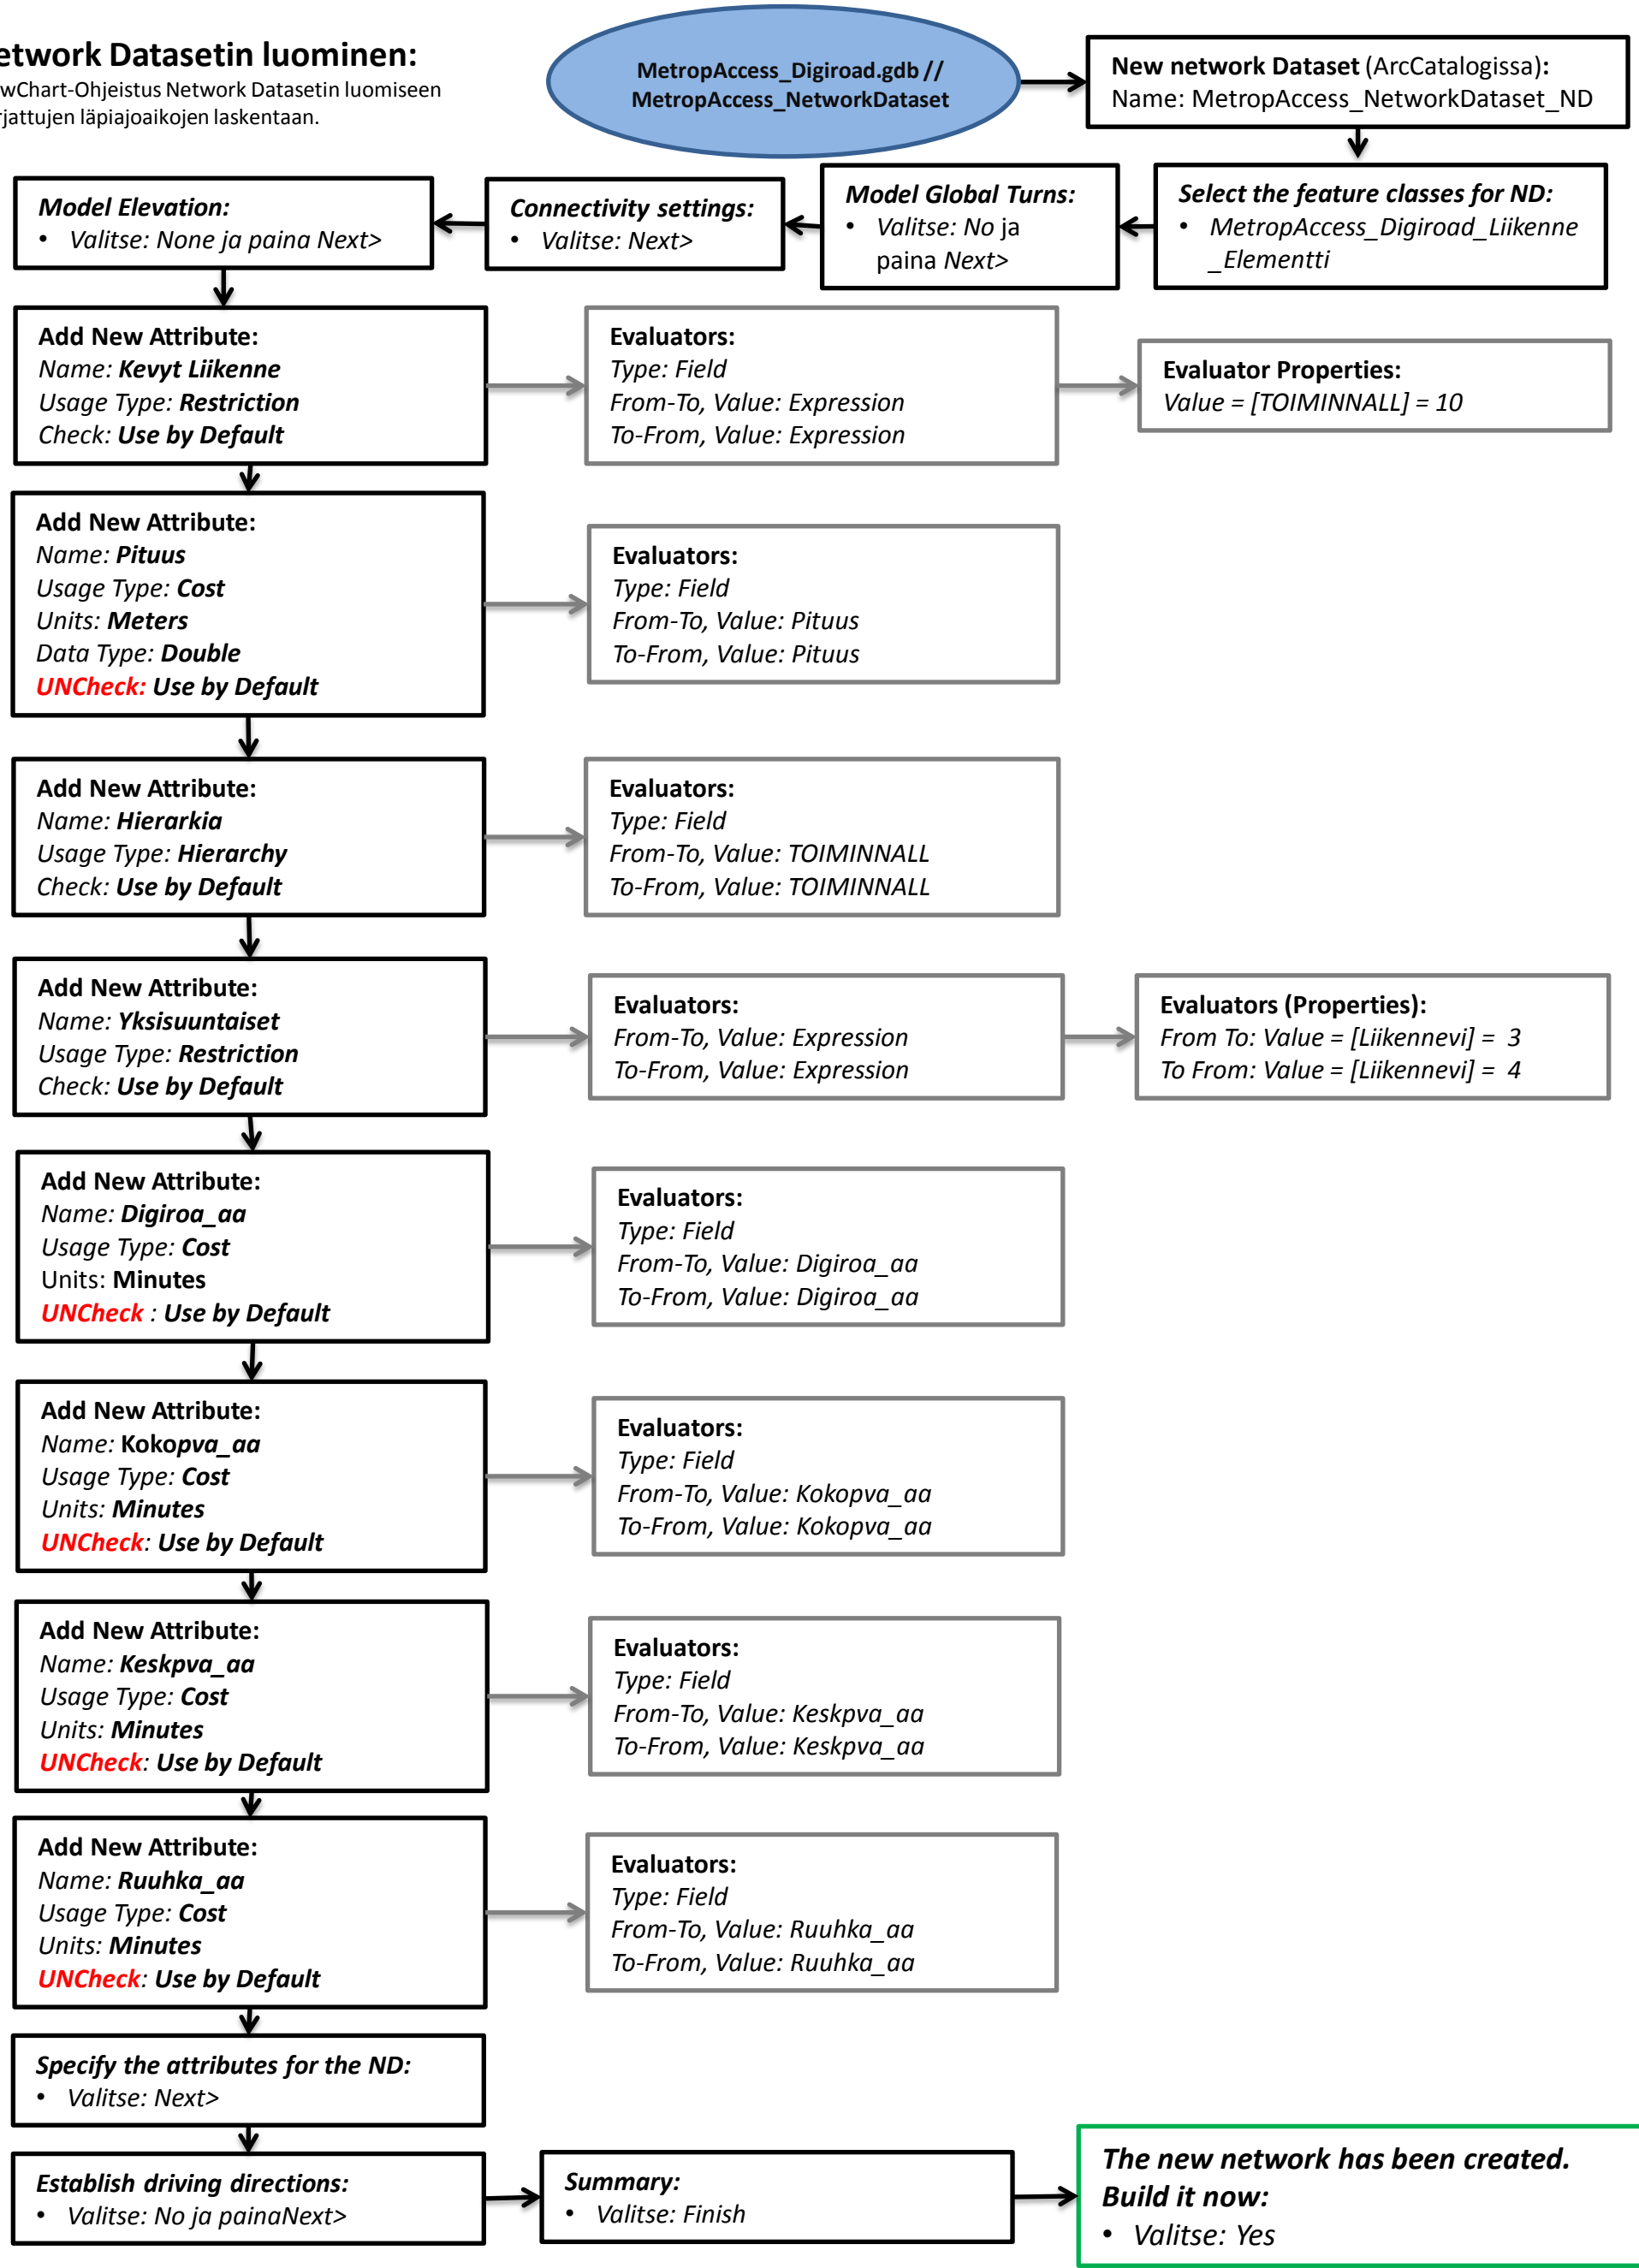 etwork Datasetin luominen:
wChart-Ohjeistus Network Datasetin luomiseen
rjattujen läpiajoaikojen laskentaan.
MetropAccess_Digiroad.gdb //
MetropAccess_NetworkDataset
New network Dataset (ArcCatalogissa):
Name: MetropAccess_NetworkDataset_ND
Select the feature classes for ND:
• MetropAccess_Digiroad_Liikenne
_Elementti
Model Global Turns:
• Valitse: No ja
paina Next>
Connectivity settings:
• Valitse: Next>
Model Elevation:
• Valitse: None ja paina Next>
Add New Attribute:
Name: Kevyt Liikenne
Usage Type: Restriction
Check: Use by Default
Evaluators:
Type: Field
From-To, Value: Expression
To-From, Value: Expression
Evaluator Properties:
Value = [TOIMINNALL] = 10
Add New Attribute:
Name: Pituus
Usage Type: Cost
Units: Meters
Data Type: Double
UNCheck: Use by Default
Evaluators:
Type: Field
From-To, Value: Pituus
To-From, Value: Pituus
Add New Attribute:
Name: Hierarkia
Usage Type: Hierarchy
Check: Use by Default
Evaluators:
Type: Field
From-To, Value: TOIMINNALL
To-From, Value: TOIMINNALL
Add New Attribute:
Name: Yksisuuntaiset
Usage Type: Restriction
Check: Use by Default
Evaluators:
From-To, Value: Expression
To-From, Value: Expression
Evaluators (Properties):
From To: Value = [Liikennevi] = 3
To From: Value = [Liikennevi] = 4
Add New Attribute:
Name: Digiroa_aa
Usage Type: Cost
Units: Minutes
UNCheck : Use by Default
Evaluators:
Type: Field
From-To, Value: Digiroa_aa
To-From, Value: Digiroa_aa
Add New Attribute:
Name: Kokopva_aa
Usage Type: Cost
Units: Minutes
UNCheck: Use by Default
Evaluators:
Type: Field
From-To, Value: Kokopva_aa
To-From, Value: Kokopva_aa
Add New Attribute:
Name: Keskpva_aa
Usage Type: Cost
Units: Minutes
UNCheck: Use by Default
Evaluators:
Type: Field
From-To, Value: Keskpva_aa
To-From, Value: Keskpva_aa
Add New Attribute:
Name: Ruuhka_aa
Usage Type: Cost
Units: Minutes
UNCheck: Use by Default
Evaluators:
Type: Field
From-To, Value: Ruuhka_aa
To-From, Value: Ruuhka_aa
Specify the attributes for the ND:
• Valitse: Next>
Establish driving directions:
• Valitse: No ja painaNext>
Summary:
• Valitse: Finish
The new network has been created.
Build it now:
• Valitse: Yes